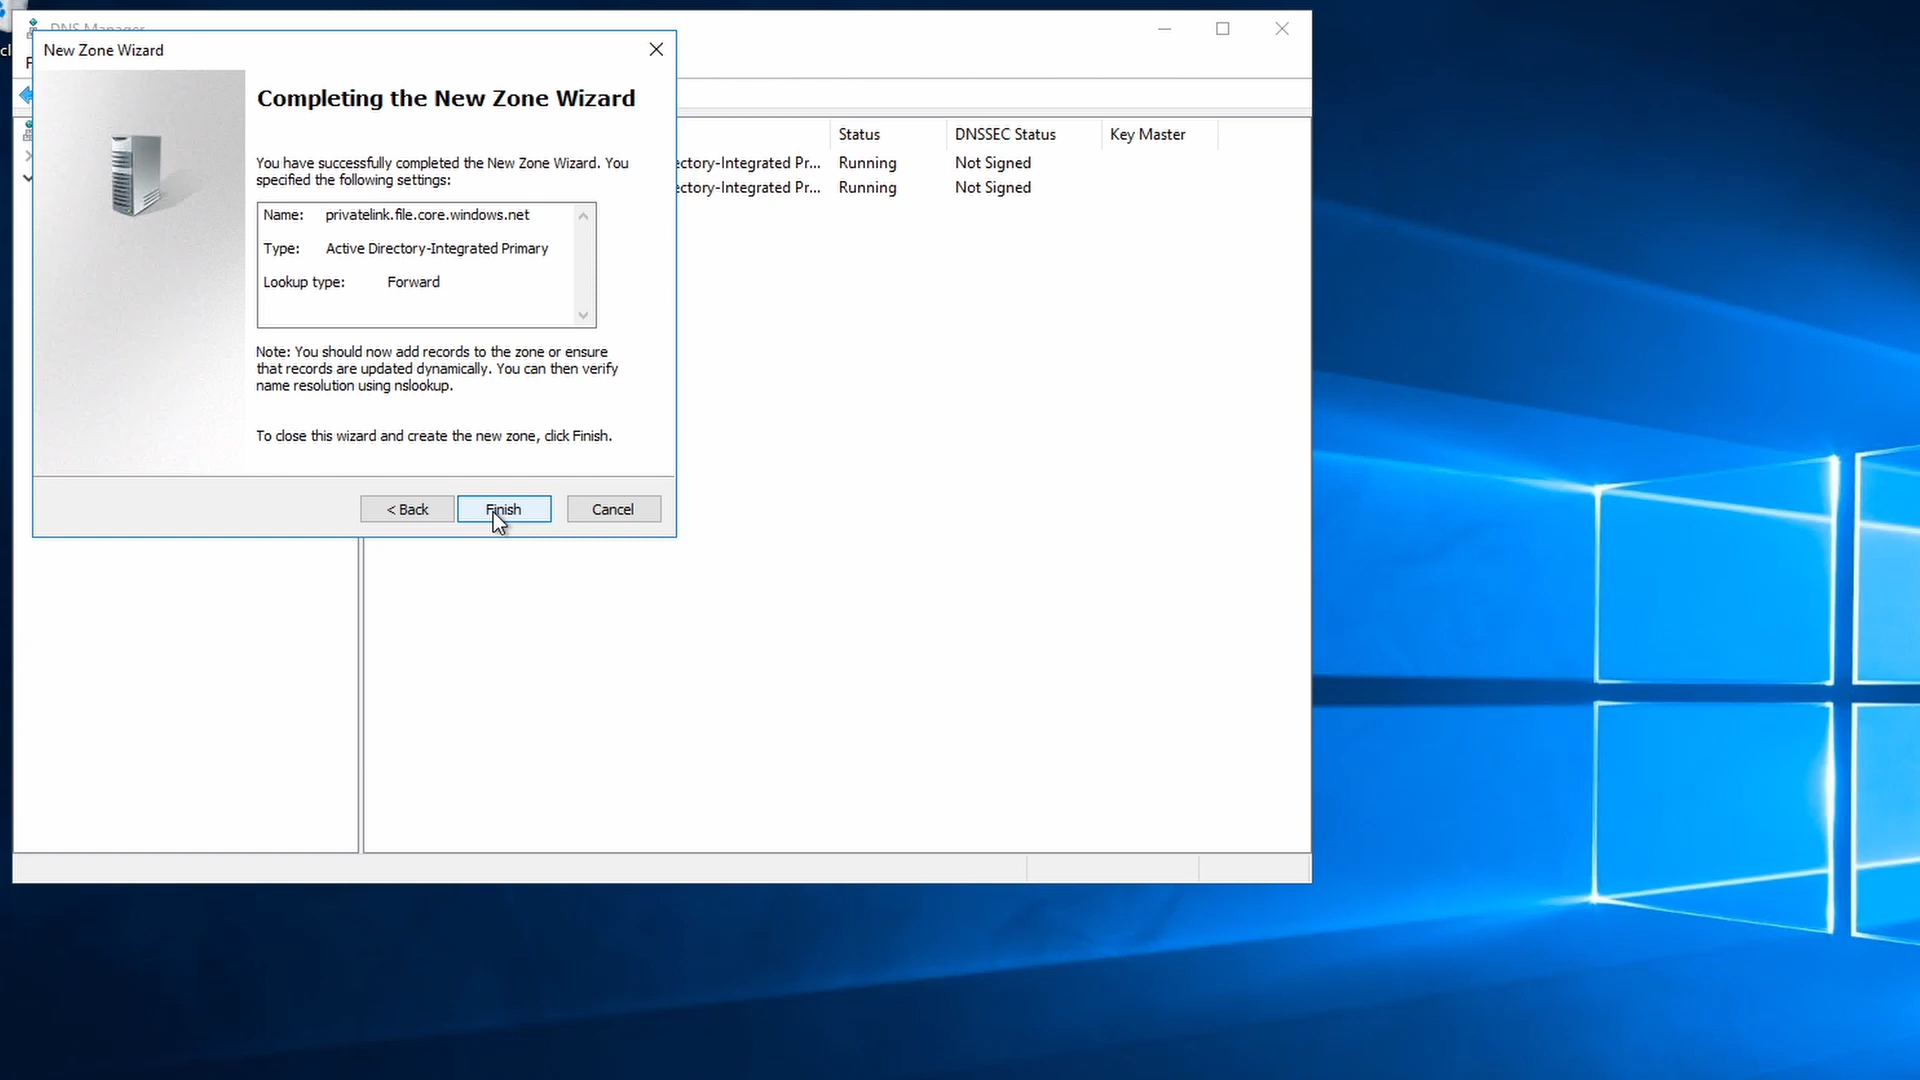 DNS Manager
New Zone Wizard
Completing the New Zone Wizard
You have successfully completed the New Zone Wizard. You
specified the following settings:
Name: privatelink.file.core.windows.net
Type: Active Directory-Integrated Primary
Lookup type: Forward
Note: You should now add records to the zone or ensure
that records are updated dynamically. You can then verify
name resolution using nslookup.
To close this wizard and create the new zone, click Finish.
< Back Finish Cancel
Status DNSSEC Status Key Master
ectory-Integrated Pr... Running Not Signed
ectory-Integrated Pr... Running Not Signed